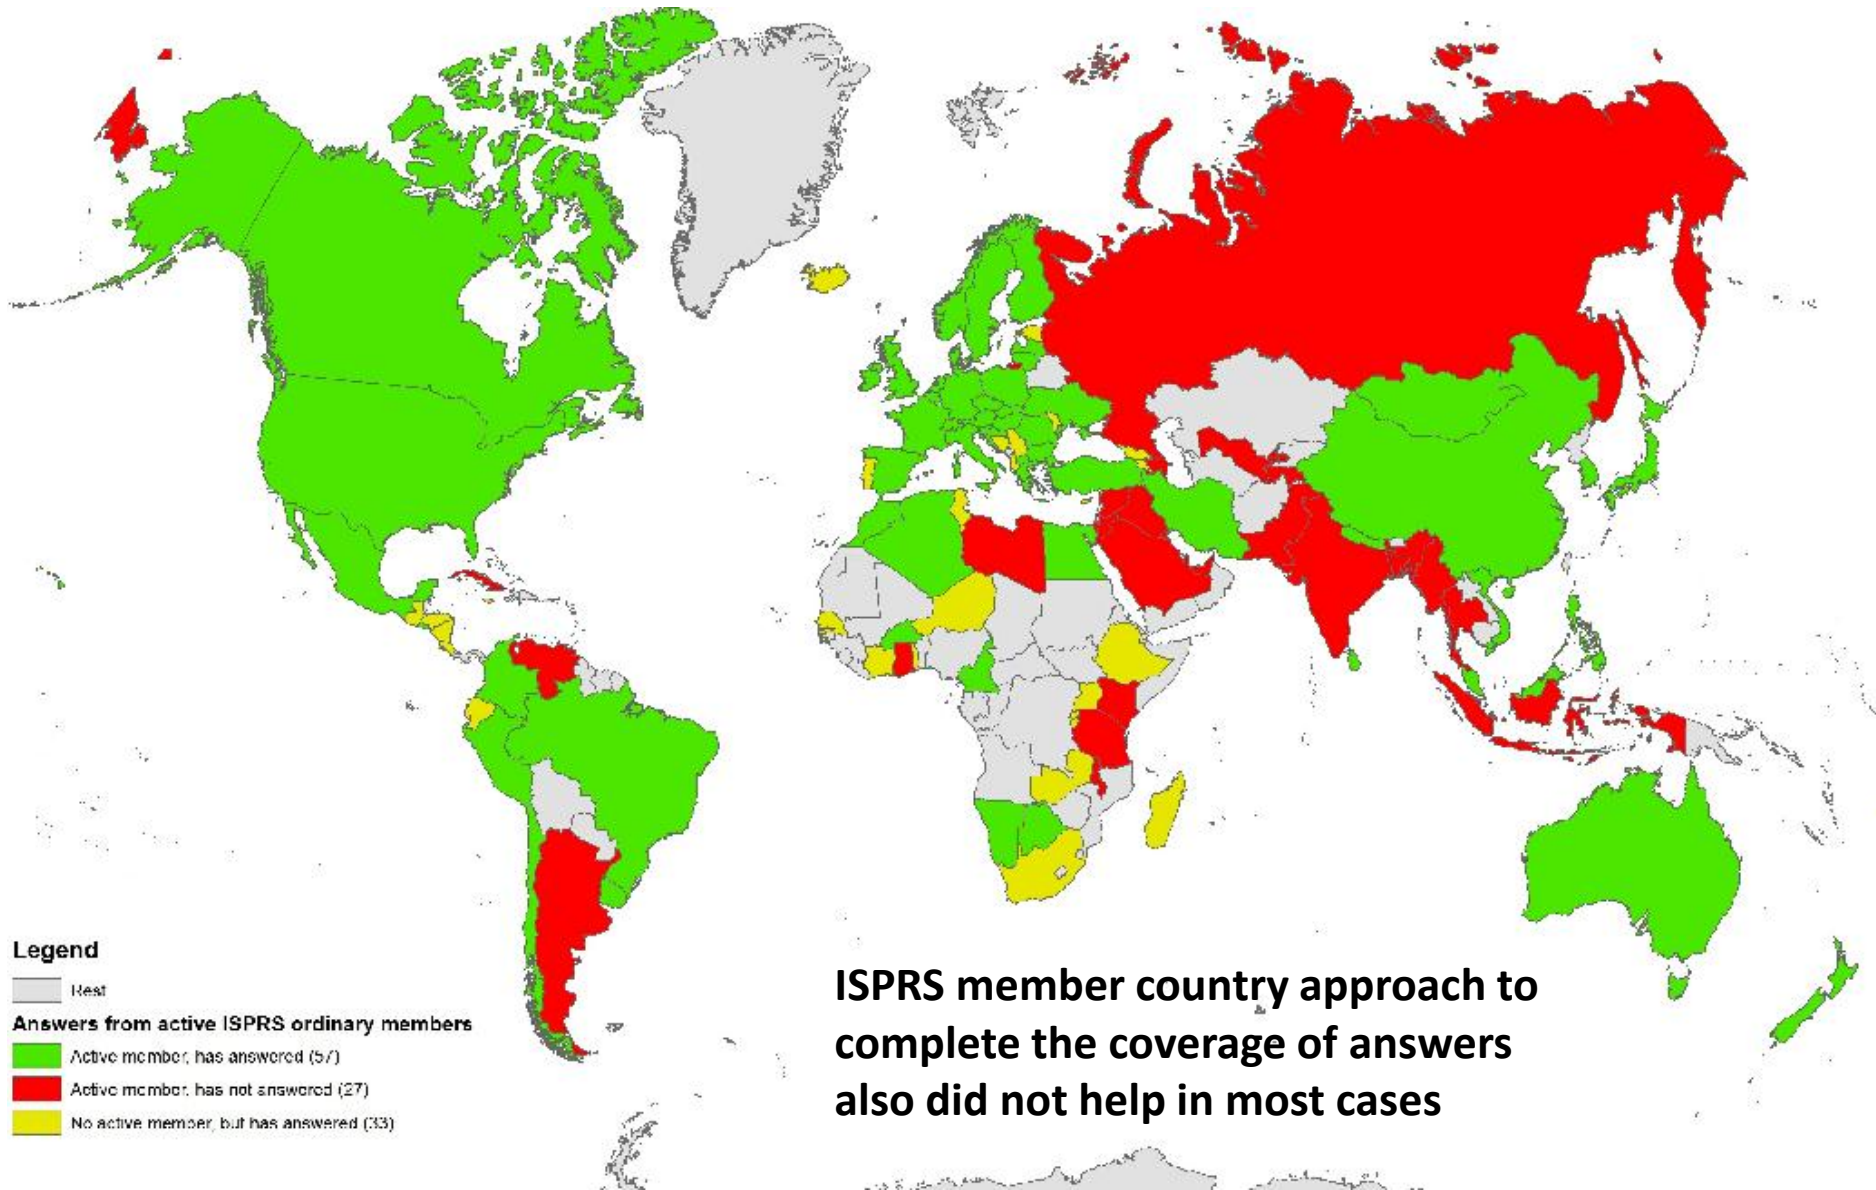 Legend
Rest
Answers from active ISPRS ordinary members
Active member, has answered (57)
Active member, has not answered (27)
No active member, but has answered (33)
ISPRS member country approach to
complete the coverage of answers
also did not help in most cases